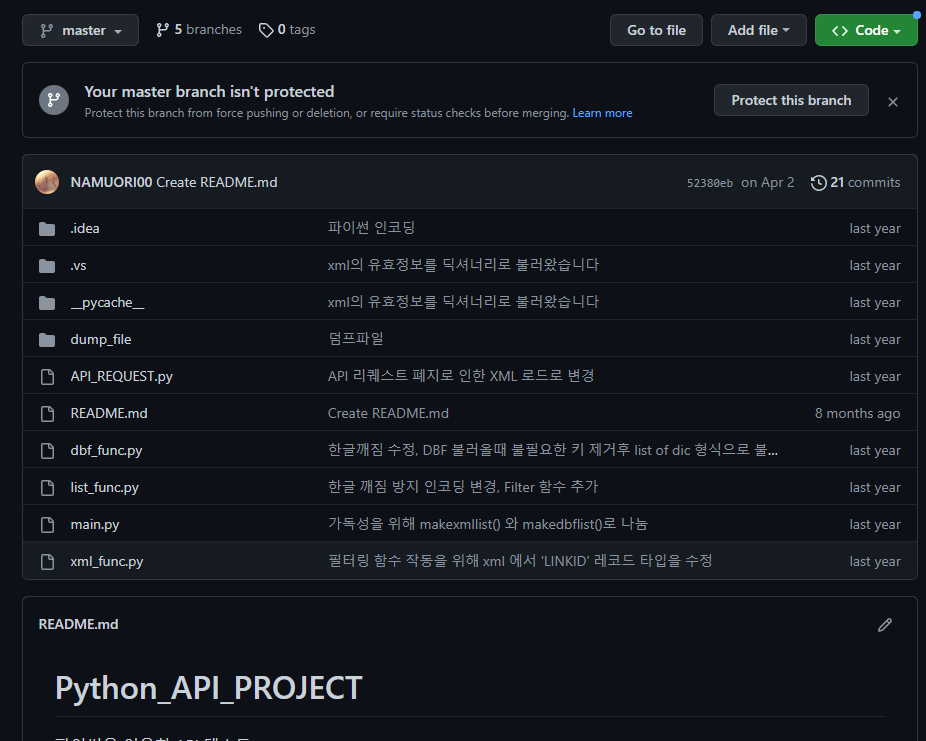 master 5 branches 0 tags Go to file Add file Code
Your master branch isn't protected
Protect this branch from force pushing or deletion, or require status checks before merging. Learn more
Protect this branch
NAMUORI00 Create README.md 52380eb on Apr 2 21 commits
.idea 파이썬 인코딩 last year
.vs xml의 유효정보를 딕셔너리로 불러왔습니다 last year
__pycache__ xml의 유효정보를 딕셔너리로 불러왔습니다 last year
dump_file 덤프파일 last year
API_REQUEST.py API 리퀘스트 폐지로 인한 XML 로드로 변경 last year
README.md Create README.md 8 months ago
dbf_func.py 한글깨짐 수정, DBF 불러올때 불필요한 키 제거후 list of dic 형식으로 불... last year
list_func.py 한글 깨짐 방지 인코딩 변경, Filter 함수 추가 last year
main.py 가독성을 위해 makexmllist() 와 makedbflist()로 나눔 last year
xml_func.py 필터링 함수 작동을 위해 xml 에서 'LINKID' 레코드 타입을 수정 last year
README.md
Python_API_PROJECT